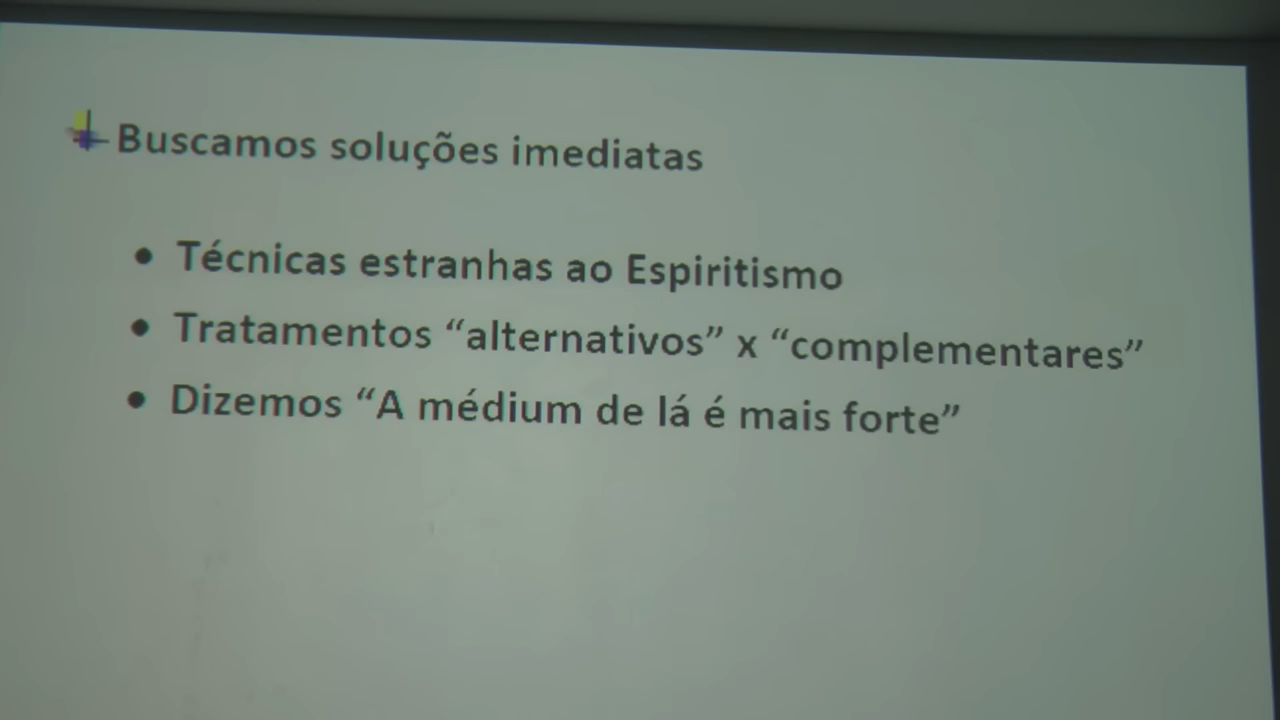 Buscamos soluções imediatas
• Técnicas estranhas ao Espiritismo
• Tratamentos “alternativos” x “complementares”
• Dizemos “A médium de lá é mais forte”